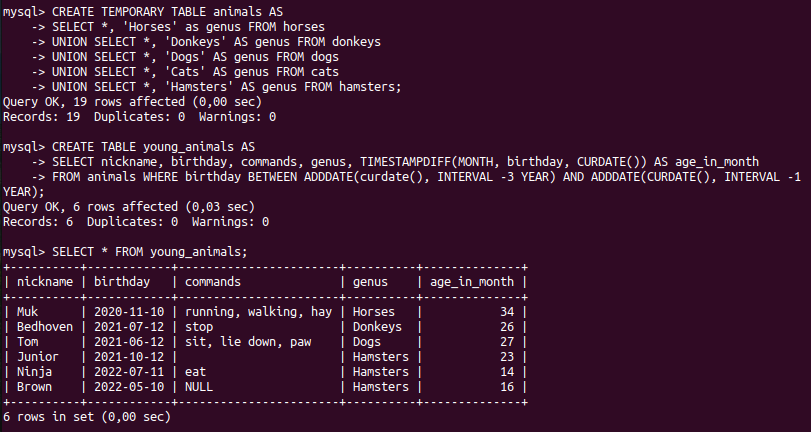 mysql> CREATE TEMPORARY TABLE animals AS
    -> SELECT *, 'Horses' as genus FROM horses
    -> UNION SELECT *, 'Donkeys' AS genus FROM donkeys
    -> UNION SELECT *, 'Dogs' AS genus FROM dogs
    -> UNION SELECT *, 'Cats' AS genus FROM cats
    -> UNION SELECT *, 'Hamsters' AS genus FROM hamsters;
Query OK, 19 rows affected (0,00 sec)
Records: 19  Duplicates: 0  Warnings: 0

mysql> CREATE TABLE young_animals AS
    -> SELECT nickname, birthday, commands, genus, TIMESTAMPDIFF(MONTH, birthday, CURDATE()) AS age_in_month
    -> FROM animals WHERE birthday BETWEEN ADDDATE(curdate(), INTERVAL -3 YEAR) AND ADDDATE(CURDATE(), INTERVAL -1
YEAR);
Query OK, 6 rows affected (0,03 sec)
Records: 6  Duplicates: 0  Warnings: 0

mysql> SELECT * FROM young_animals;
+----------+------------+-----------------------+----------+--------------+
| nickname | birthday   | commands              | genus    | age_in_month |
+----------+------------+-----------------------+----------+--------------+
| Muk      | 2020-11-10 | running, walking, hay | Horses   |           34 |
| Bedhoven | 2021-07-12 | stop                  | Donkeys  |           26 |
| Tom      | 2021-06-12 | sit, lie down, paw    | Dogs     |           27 |
| Junior   | 2021-10-12 |                       | Hamsters |           23 |
| Ninja    | 2022-07-11 | eat                   | Hamsters |           14 |
| Brown    | 2022-05-10 | NULL                  | Hamsters |           16 |
+----------+------------+-----------------------+----------+--------------+
6 rows in set (0,00 sec)